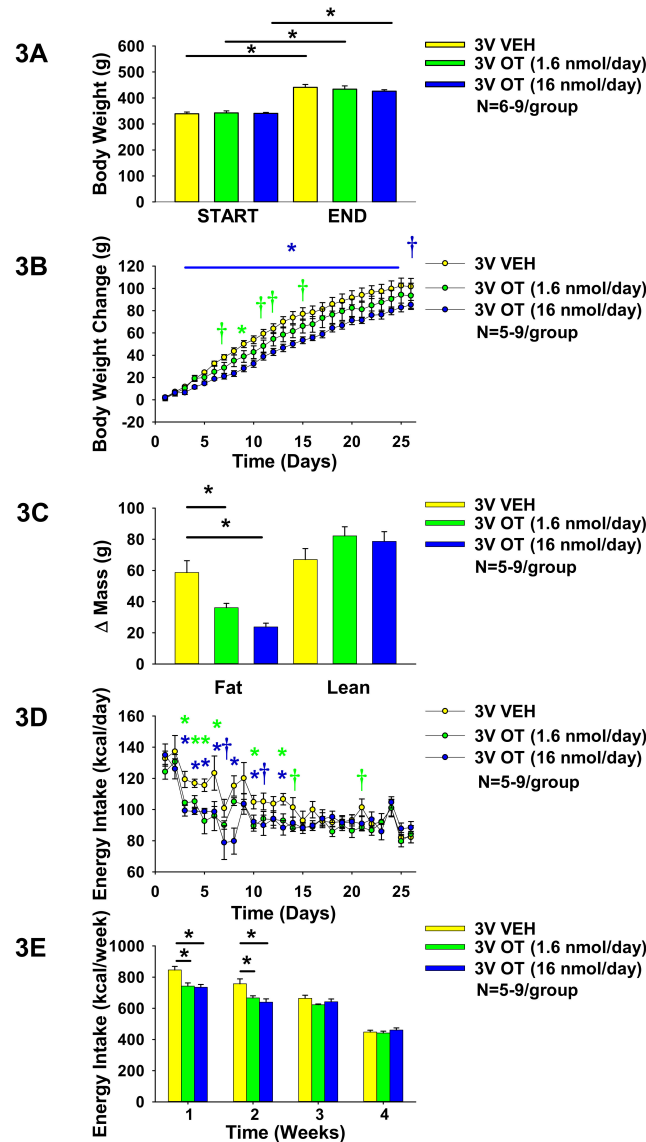 3A
Body Weight (g)
600
500
400
300
200
100
0
*
*
*
START
END
3V VEH
3V OT (1.6 nmol/day)
3V OT (16 nmol/day)
N=6-9/group
3B
Body Weight Change (g)
120
100
80
60
40
20
0
-20
† * † † †
*
†
0 5 10 15 20 25
Time (Days)
3V VEH
3V OT (1.6 nmol/day)
3V OT (16 nmol/day)
N=5-9/group
3C
Δ Mass (g)
100
80
60
40
20
0
*
*
Fat
Lean
3V VEH
3V OT (1.6 nmol/day)
3V OT (16 nmol/day)
N=5-9/group
3D
Energy Intake (kcal/day)
160
140
120
100
80
60
* * * * * * † †
* * * * † * * † *
0 5 10 15 20 25
Time (Days)
3V VEH
3V OT (1.6 nmol/day)
3V OT (16 nmol/day)
N=5-9/group
3E
Energy Intake (kcal/week)
1000
800
600
400
200
0
*
*
*
*
1 2 3 4
Time (Weeks)
3V VEH
3V OT (1.6 nmol/day)
3V OT (16 nmol/day)
N=5-9/group